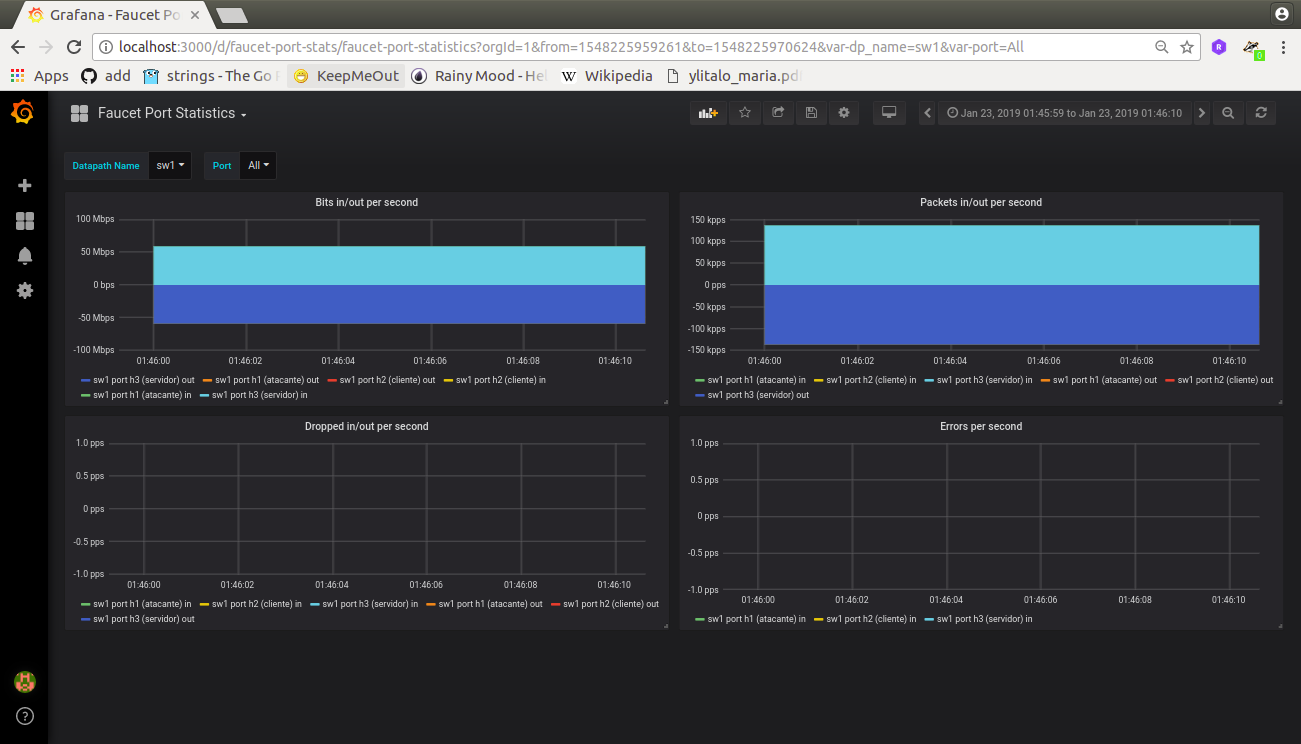 Grafana - Faucet Po
localhost:3000/d/faucet-port-stats/faucet-port-statistics?orgId=1&from=1548225959261&to=1548225970624&var-dp_name=sw1&var-port=All
R
0
Apps add strings - The Go KeepMeOut Rainy Mood - Hel W Wikipedia ylitalo_maria.pdf
Faucet Port Statistics
Jan 23, 2019 01:45:59 to Jan 23, 2019 01:46:10
Datapath Name sw1 Port All
Bits in/out per second
100 Mbps
50 Mbps
0 bps
-50 Mbps
-100 Mbps
01:46:00 01:46:02 01:46:04 01:46:06 01:46:08 01:46:10
sw1 port h3 (servidor) out sw1 port h1 (atacante) out sw1 port h2 (cliente) out sw1 port h2 (cliente) in
sw1 port h1 (atacante) in sw1 port h3 (servidor) in
Packets in/out per second
150 kpps
100 kpps
50 kpps
0 pps
-50 kpps
-100 kpps
-150 kpps
01:46:00 01:46:02 01:46:04 01:46:06 01:46:08 01:46:10
sw1 port h1 (atacante) in sw1 port h2 (cliente) in sw1 port h3 (servidor) in sw1 port h1 (atacante) out sw1 port h2 (cliente) out
sw1 port h3 (servidor) out
Dropped in/out per second
1.0 pps
0.5 pps
0 pps
-0.5 pps
-1.0 pps
01:46:00 01:46:02 01:46:04 01:46:06 01:46:08 01:46:10
sw1 port h1 (atacante) in sw1 port h2 (cliente) in sw1 port h3 (servidor) in sw1 port h1 (atacante) out sw1 port h2 (cliente) out
sw1 port h3 (servidor) out
Errors per second
1.0 pps
0.5 pps
0 pps
-0.5 pps
-1.0 pps
01:46:00 01:46:02 01:46:04 01:46:06 01:46:08 01:46:10
sw1 port h1 (atacante) in sw1 port h2 (cliente) in sw1 port h3 (servidor) in
?